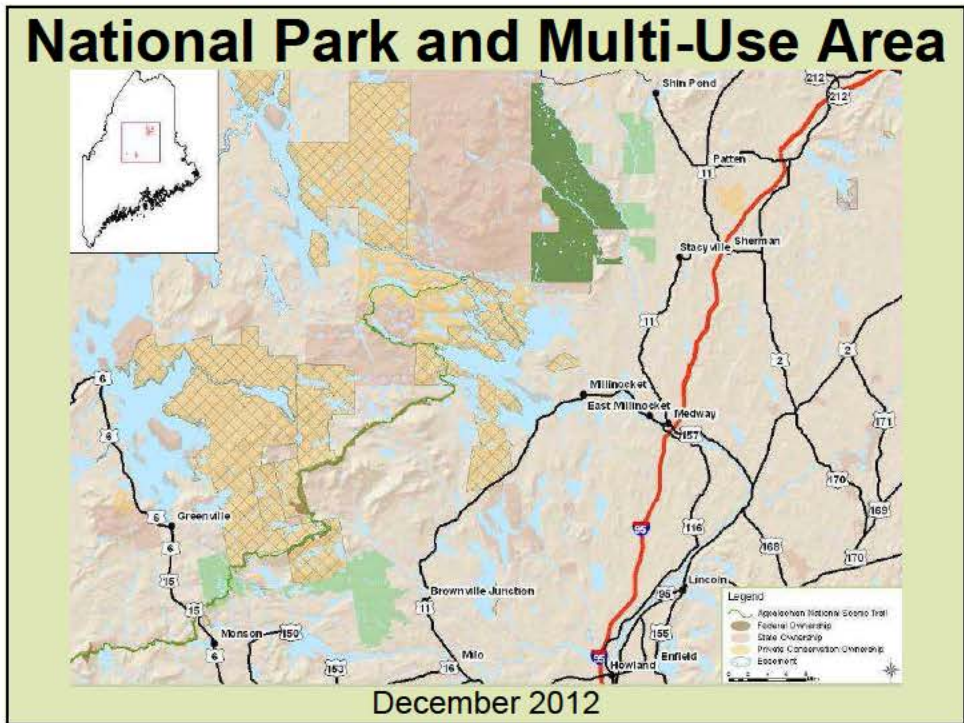 National Park and Multi-Use Area
212
212
Shin Pond
Patten
11
Sherman
Stacyville
11
2
2
6
Millinocket
East Millinocket
Medway
157
171
6
170
169
6
Greenville
6
95
116
168
170
15
Brownville Junction
11
95
Lincoln
15
Monson
150
155
6
153
Milo
16
95
Howland
Enfield
Legend
Appalachian National Scenic Trail
Federal Ownership
State Ownership
Private Conservation Ownership
Easement
December 2012